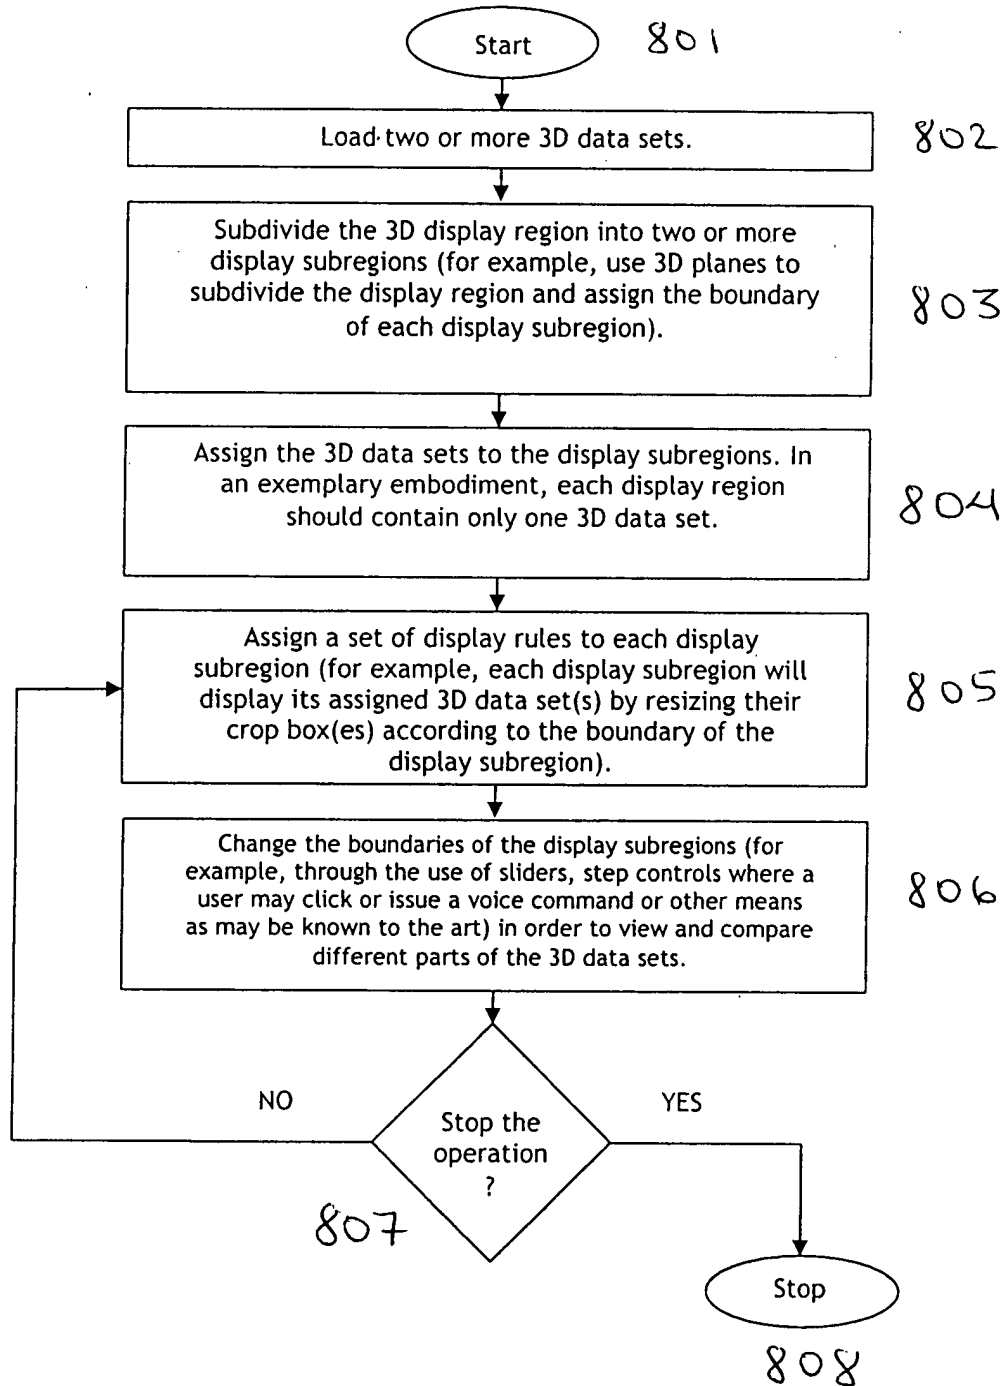 Start
801
Load two or more 3D data sets.
802
Subdivide the 3D display region into two or more
display subregions (for example, use 3D planes to
subdivide the display region and assign the boundary
of each display subregion).
803
Assign the 3D data sets to the display subregions. In
an exemplary embodiment, each display region
should contain only one 3D data set.
804
Assign a set of display rules to each display
subregion (for example, each display subregion will
display its assigned 3D data set(s) by resizing their
crop box(es) according to the boundary of the
display subregion).
805
Change the boundaries of the display subregions (for
example, through the use of sliders, step controls where a
user may click or issue a voice command or other means
as may be known to the art) in order to view and compare
different parts of the 3D data sets.
806
NO
YES
Stop the
operation
?
807
Stop
808